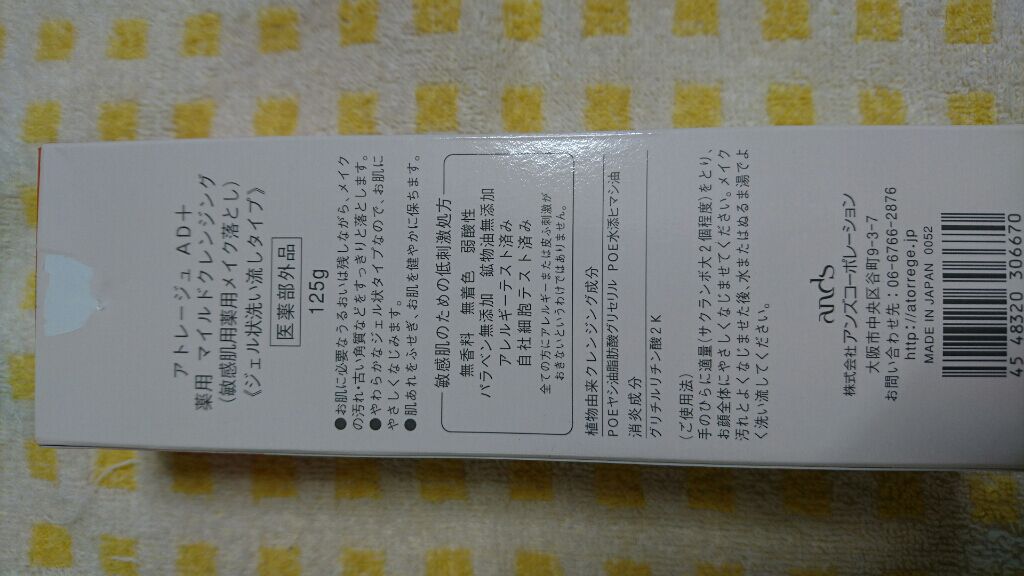 アトレージュ AD+
薬用 マイルドクレンジング
(敏感肌用薬用メイク落とし)
《ジェル状洗い流しタイプ》
医薬部外品
125g
●お肌に必要なうるおいは残しながら、メイク
の汚れ・古い角質などをすっきりと落とします。
●やわらかなジェル状タイプなので、お肌に
やさしくなじみます。
●肌あれをふせぎ、お肌を健やかに保ちます。
敏感肌のための低刺激処方
無香料 無着色 弱酸性
パラベン無添加 鉱物油無添加
アレルギーテスト済み
自社細胞テスト済み
全ての方にアレルギーまたは皮ふ刺激が
おきないというわけではありません。
植物由来クレンジング成分
POEヤシ油脂肪酸グリセリル POE水添ヒマシ油
消炎成分
グリチルリチン酸2K
〈ご使用法〉
手のひらに適量(サクランボ大2個程度)をとり、
お顔全体にやさしくなじませてください。メイク
汚れとよくなじませた後、水またはぬるま湯でよ
く洗い流してください。
ands
株式会社アンズコーポレーション
大阪市中央区谷町9-3-7
お問い合わせ先:06-6766-2876
http://atorrege.jp
MADE IN JAPAN 0052
45 48320 306670